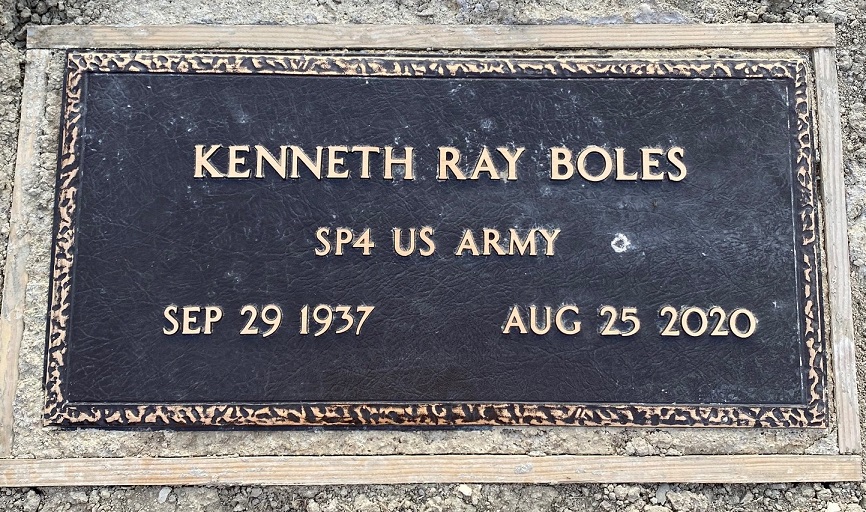 KENNETH RAY BOLES
SP4 US ARMY
SEP 29 1937 AUG 25 2020